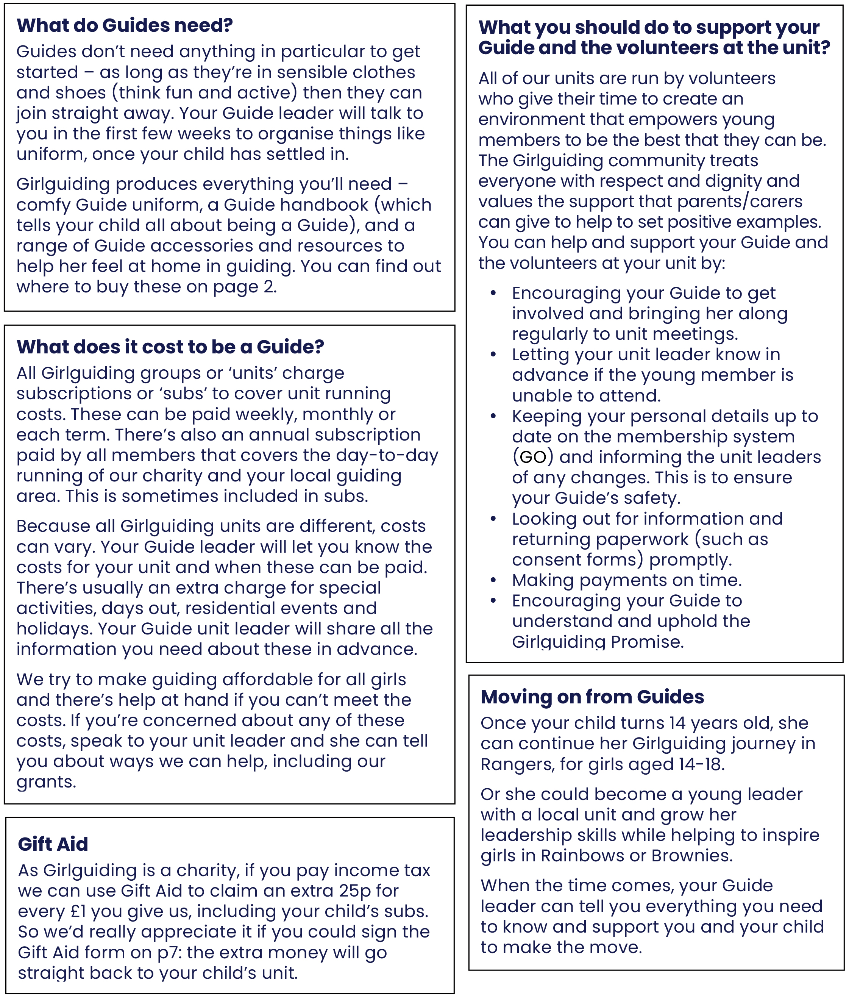 What do Guides need?
Guides don’t need anything in particular to get
started – as long as they’re in sensible clothes
and shoes (think fun and active) then they can
join straight away. Your Guide leader will talk to
you in the first few weeks to organise things like
uniform, once your child has settled in.
Girlguiding produces everything you’ll need –
comfy Guide uniform, a Guide handbook (which
tells your child all about being a Guide), and a
range of Guide accessories and resources to
help her feel at home in guiding. You can find out
where to buy these on page 2.
What does it cost to be a Guide?
All Girlguiding groups or ‘units’ charge
subscriptions or ‘subs’ to cover unit running
costs. These can be paid weekly, monthly or
each term. There’s also an annual subscription
paid by all members that covers the day-to-day
running of our charity and your local guiding
area. This is sometimes included in subs.
Because all Girlguiding units are different, costs
can vary. Your Guide leader will let you know the
costs for your unit and when these can be paid.
There’s usually an extra charge for special
activities, days out, residential events and
holidays. Your Guide unit leader will share all the
information you need about these in advance.
We try to make guiding affordable for all girls
and there’s help at hand if you can’t meet the
costs. If you’re concerned about any of these
costs, speak to your unit leader and she can tell
you about ways we can help, including our
grants.
Gift Aid
As Girlguiding is a charity, if you pay income tax
we can use Gift Aid to claim an extra 25p for
every £1 you give us, including your child’s subs.
So we’d really appreciate it if you could sign the
Gift Aid form on p7: the extra money will go
straight back to your child’s unit.
What you should do to support your
Guide and the volunteers at the unit?
All of our units are run by volunteers
who give their time to create an
environment that empowers young
members to be the best that they can be.
The Girlguiding community treats
everyone with respect and dignity and
values the support that parents/carers
can give to help to set positive examples.
You can help and support your Guide and
the volunteers at your unit by:
• Encouraging your Guide to get
involved and bringing her along
regularly to unit meetings.
• Letting your unit leader know in
advance if the young member is
unable to attend.
• Keeping your personal details up to
date on the membership system
(GO) and informing the unit leaders
of any changes. This is to ensure
your Guide’s safety.
• Looking out for information and
returning paperwork (such as
consent forms) promptly.
• Making payments on time.
• Encouraging your Guide to
understand and uphold the
Girlguiding Promise.
Moving on from Guides
Once your child turns 14 years old, she
can continue her Girlguiding journey in
Rangers, for girls aged 14-18.
Or she could become a young leader
with a local unit and grow her
leadership skills while helping to inspire
girls in Rainbows or Brownies.
When the time comes, your Guide
leader can tell you everything you need
to know and support you and your child
to make the move.